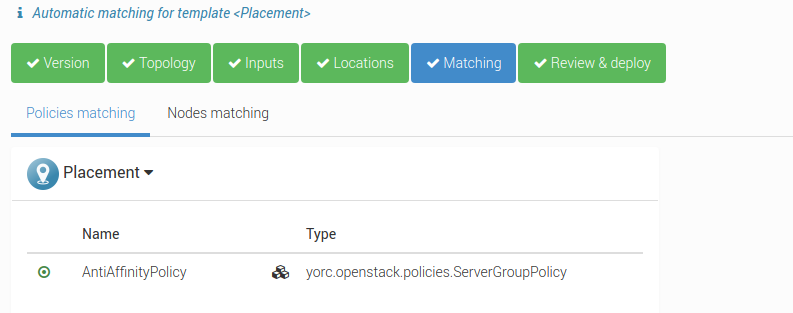 Automatic matching for template <Placement>
Version Topology Inputs Locations Matching Review & deploy
Policies matching Nodes matching
Placement
Name Type
AntiAffinityPolicy yorc.openstack.policies.ServerGroupPolicy